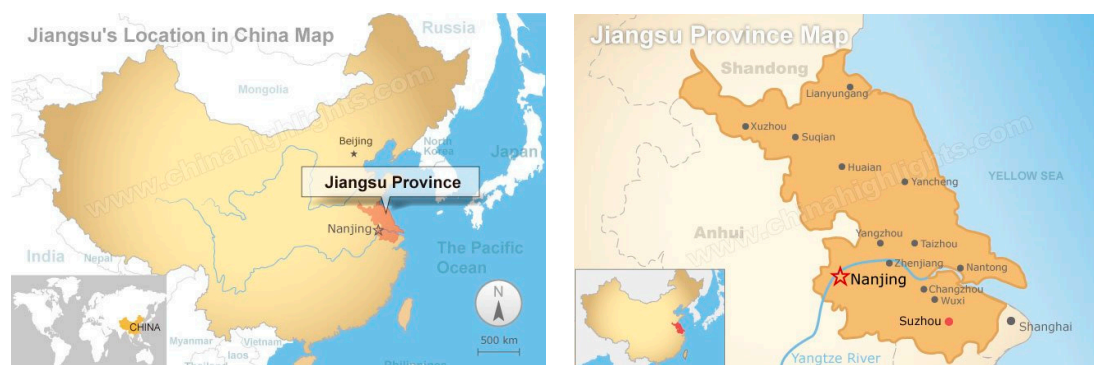 Jiangsu's Location in China Map
Russia
Mongolia
www.chinahighlights.com
Beijing
North
Korea
Japan
Jiangsu Province
Nanjing
The Pacific
Ocean
India
Nepal
CHINA
Myanmar
Vietnam
laos
Thailand
Philippines
N
500 km
Jiangsu Province Map
Shandong
Lianyungang
Xuzhou
Suqian
www.chinahighlights.com
Huaian
Yancheng
YELLOW SEA
Anhui
Yangzhou
Taizhou
Zhenjiang
Nantong
Nanjing
Changzhou
Wuxi
Suzhou
Shanghai
Yangtze River